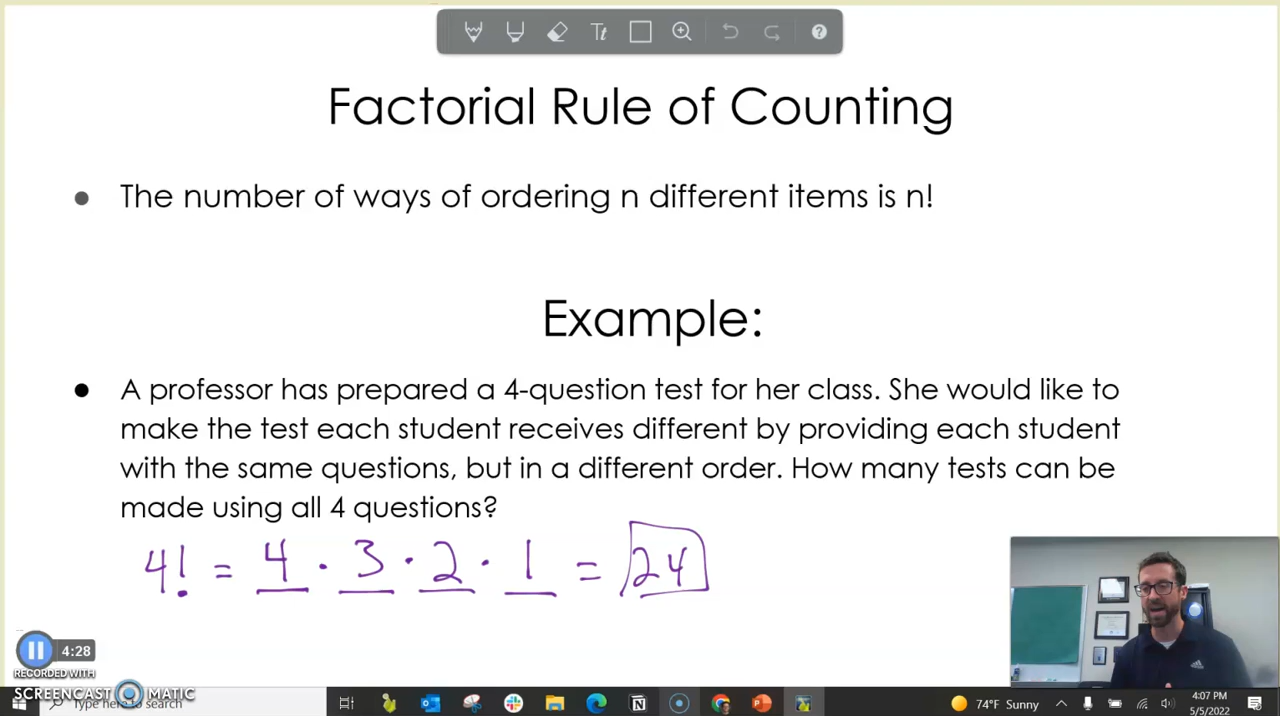 Tt
?
Factorial Rule of Counting
● The number of ways of ordering n different items is n!
Example:
● A professor has prepared a 4-question test for her class. She would like to
make the test each student receives different by providing each student
with the same questions, but in a different order. How many tests can be
made using all 4 questions?
4! = 4 · 3 · 2 · 1 = 24
4:28
RECORDED WITH
SCREENCAST MATIC
Type here to search
74°F Sunny
4:07 PM
5/5/2022